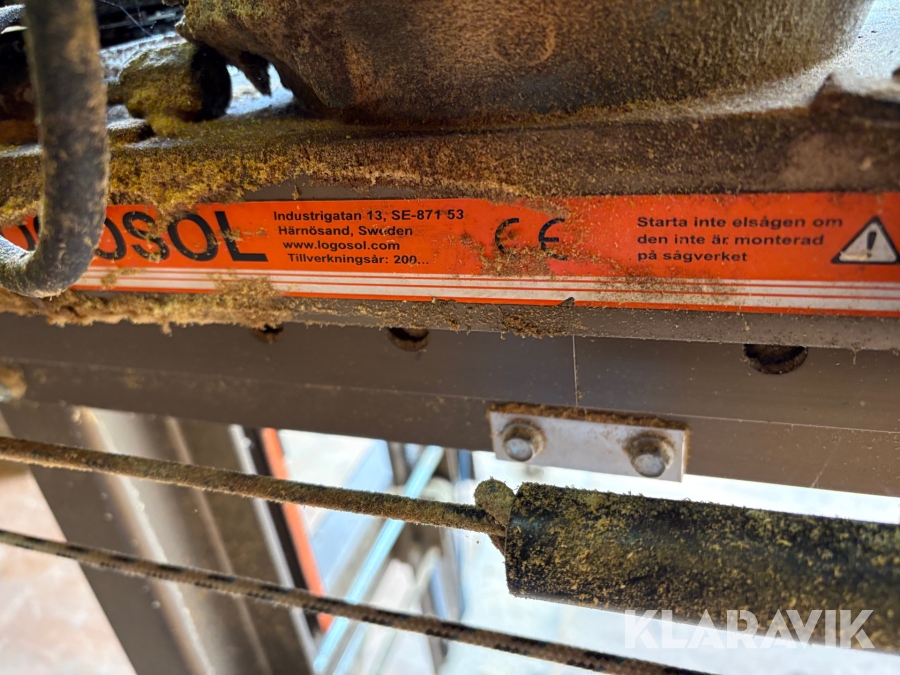 LOGOSOL
Industrigatan 13, SE-871 53
Härnösand, Sweden
www.logosol.com
Tillverkningsår: 200...
CE
Starta inte elsågen om
den inte är monterad
på sågverket
KLARAVIK